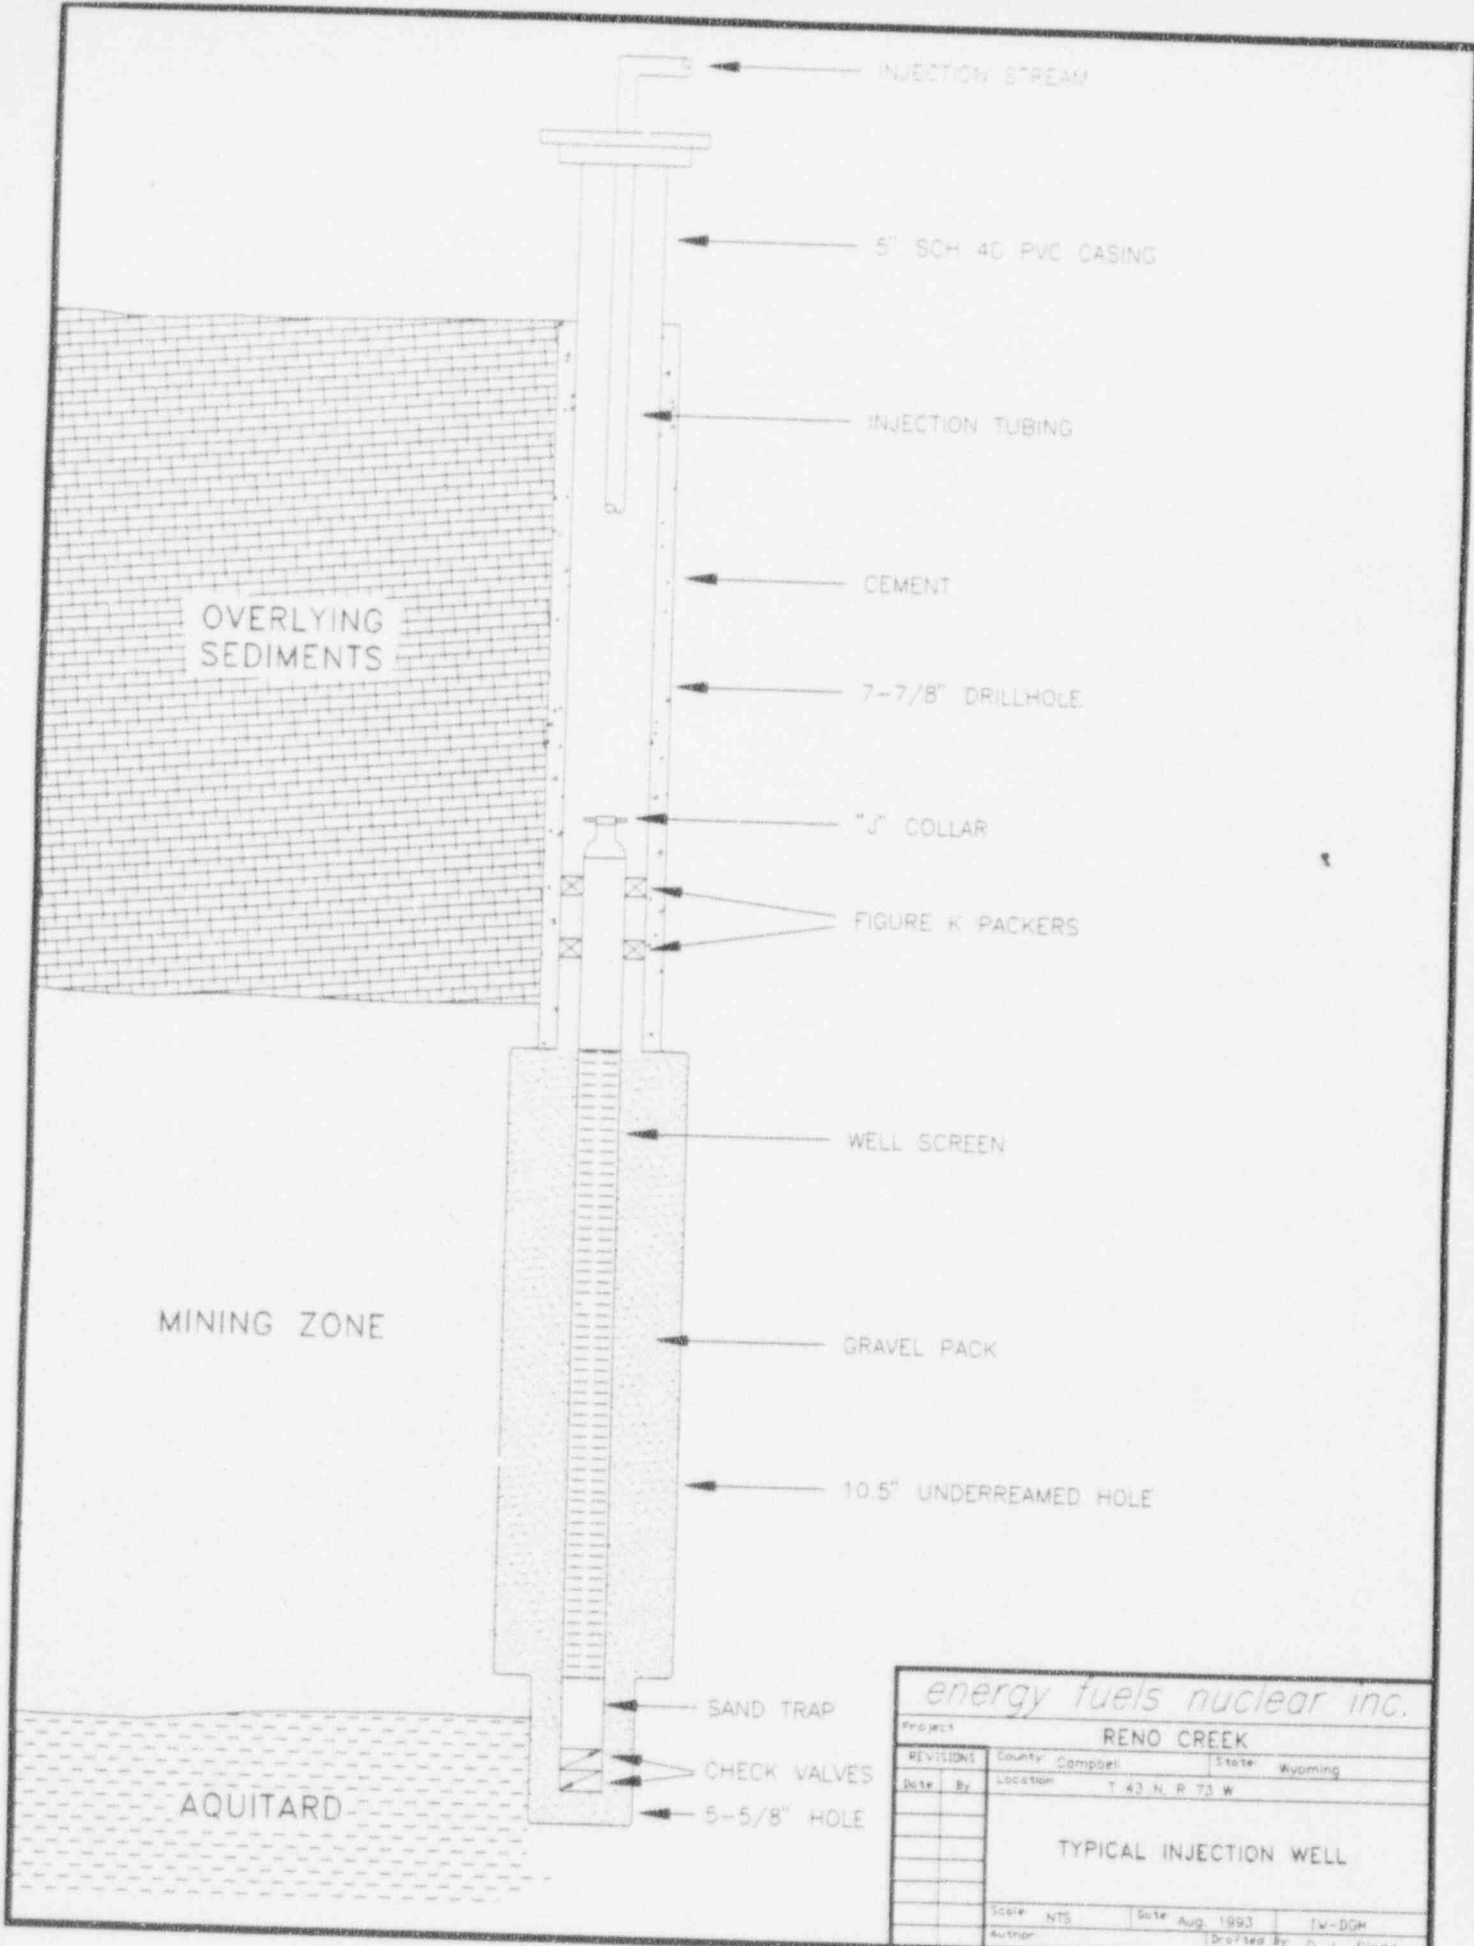 INJECTION STREAM
5" SCH 40 PVC CASING
INJECTION TUBING
CEMENT
OVERLYING
SEDIMENTS
7-7/8" DRILLHOLE
"J" COLLAR
FIGURE K PACKERS
WELL SCREEN
MINING ZONE
GRAVEL PACK
10.5" UNDERREAMED HOLE
SAND TRAP
CHECK VALVES
AQUITARD
5-5/8" HOLE
energy fuels nuclear inc.
Project
RENO CREEK
REVISIONS County: Campbell State: Wyoming
Date By Location T 43 N, R 73 W
TYPICAL INJECTION WELL
Scale NTS Date Aug. 1993 IW-DGM
Author Drafted By